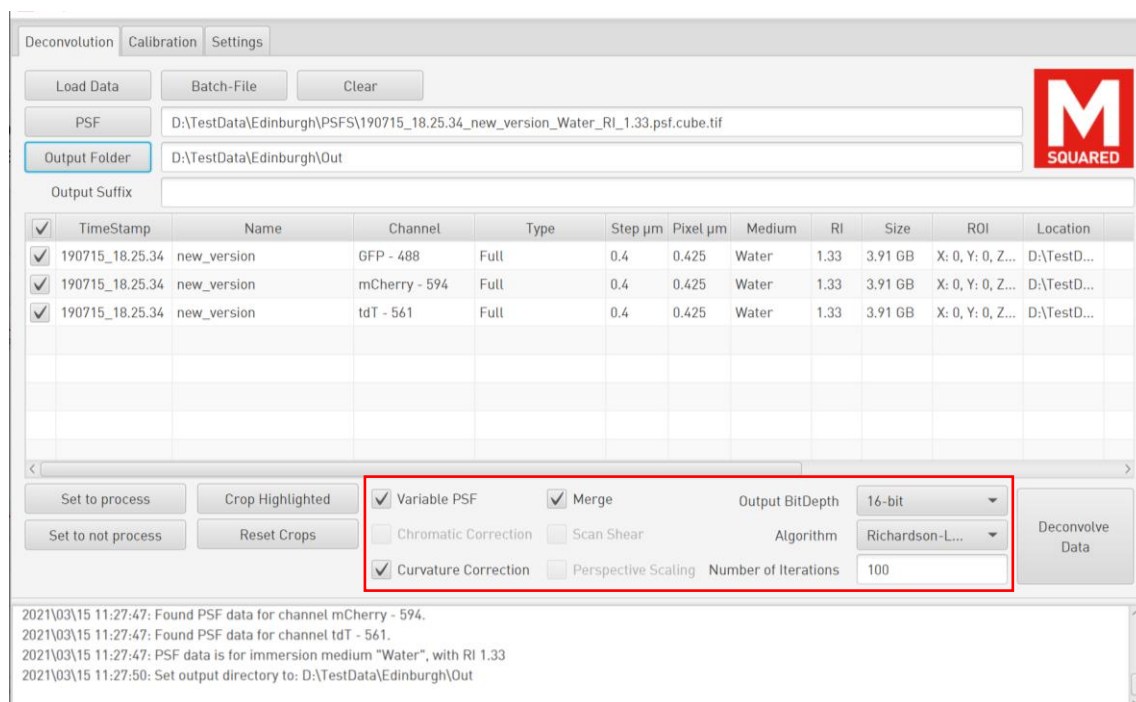 Deconvolution Calibration Settings
Load Data Batch-File Clear
PSF D:\TestData\Edinburgh\PSFS\190715_18.25.34_new_version_Water_RI_1.33.psf.cube.tif
Output Folder D:\TestData\Edinburgh\Out
M SQUARED
Output Suffix
TimeStamp Name Channel Type Step µm Pixel µm Medium RI Size ROI Location
190715_18.25.34 new_version GFP - 488 Full 0.4 0.425 Water 1.33 3.91 GB X: 0, Y: 0, Z... D:\TestD...
190715_18.25.34 new_version mCherry - 594 Full 0.4 0.425 Water 1.33 3.91 GB X: 0, Y: 0, Z... D:\TestD...
190715_18.25.34 new_version tdT - 561 Full 0.4 0.425 Water 1.33 3.91 GB X: 0, Y: 0, Z... D:\TestD...
Set to process Crop Highlighted Variable PSF Merge Output BitDepth 16-bit
Set to not process Reset Crops Chromatic Correction Scan Shear Algorithm Richardson-L... Deconvolve Data
Curvature Correction Perspective Scaling Number of Iterations 100
2021\03\15 11:27:47: Found PSF data for channel mCherry - 594.
2021\03\15 11:27:47: Found PSF data for channel tdT - 561.
2021\03\15 11:27:47: PSF data is for immersion medium "Water", with RI 1.33
2021\03\15 11:27:50: Set output directory to: D:\TestData\Edinburgh\Out